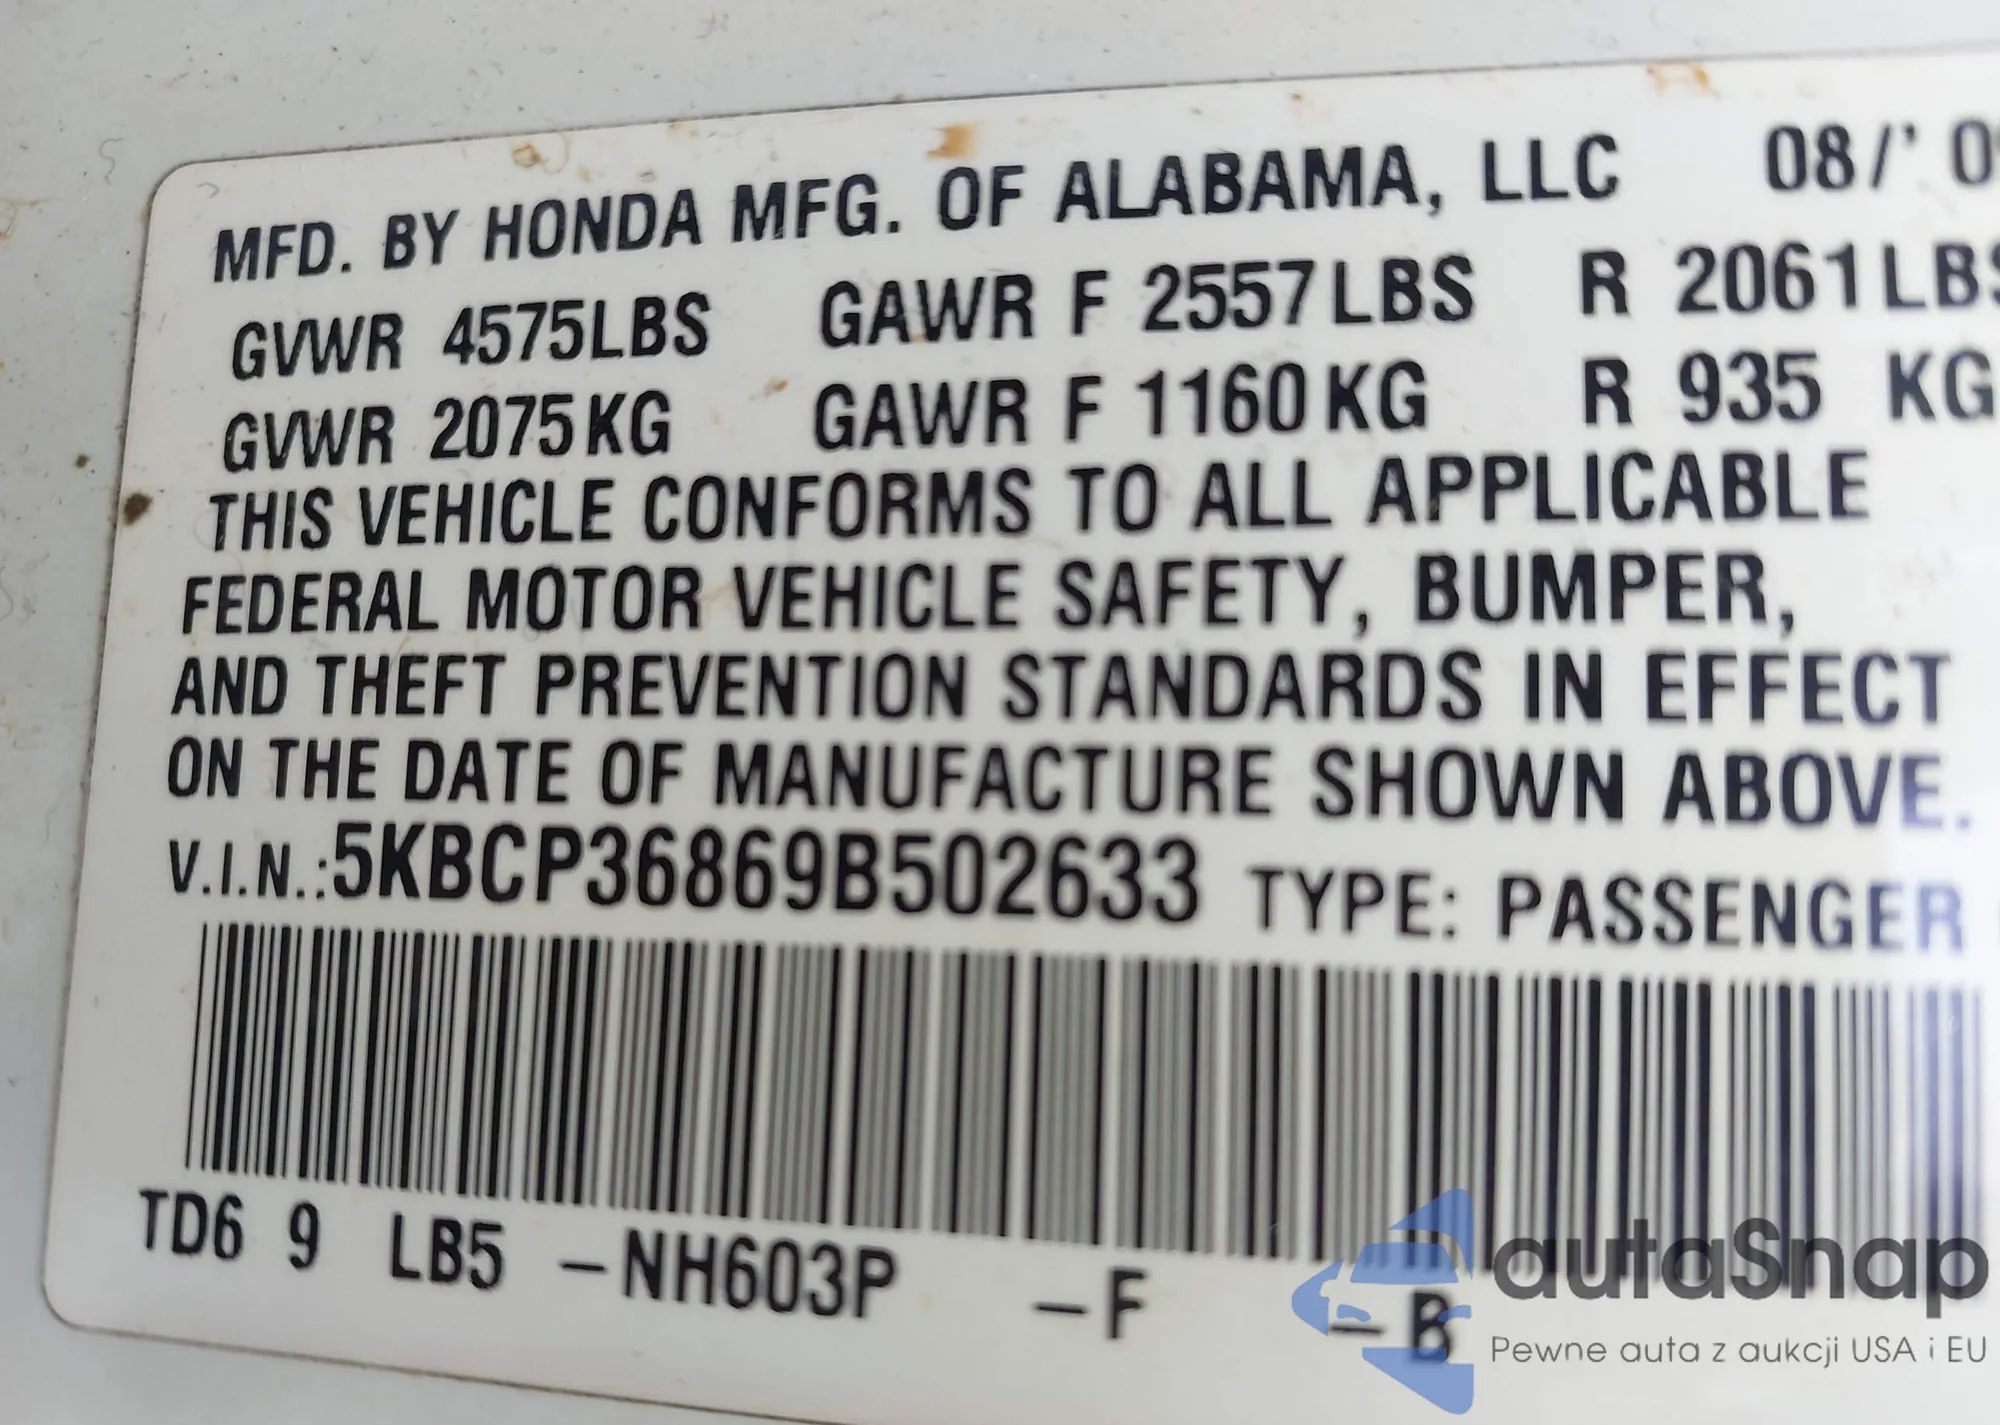 MFD. BY HONDA MFG. OF ALABAMA, LLC 08/' 0
GVWR 4575LBS GAWR F 2557LBS R 2061LBS
GVWR 2075KG GAWR F 1160KG R 935 KG
THIS VEHICLE CONFORMS TO ALL APPLICABLE
FEDERAL MOTOR VEHICLE SAFETY, BUMPER,
AND THEFT PREVENTION STANDARDS IN EFFECT
ON THE DATE OF MANUFACTURE SHOWN ABOVE.
V.I.N.:5KBCP36869B502633 TYPE: PASSENGER
TD6 9 LB5 –NH603P –F –B
autaSnap
Pewne auta z aukcji USA i EU